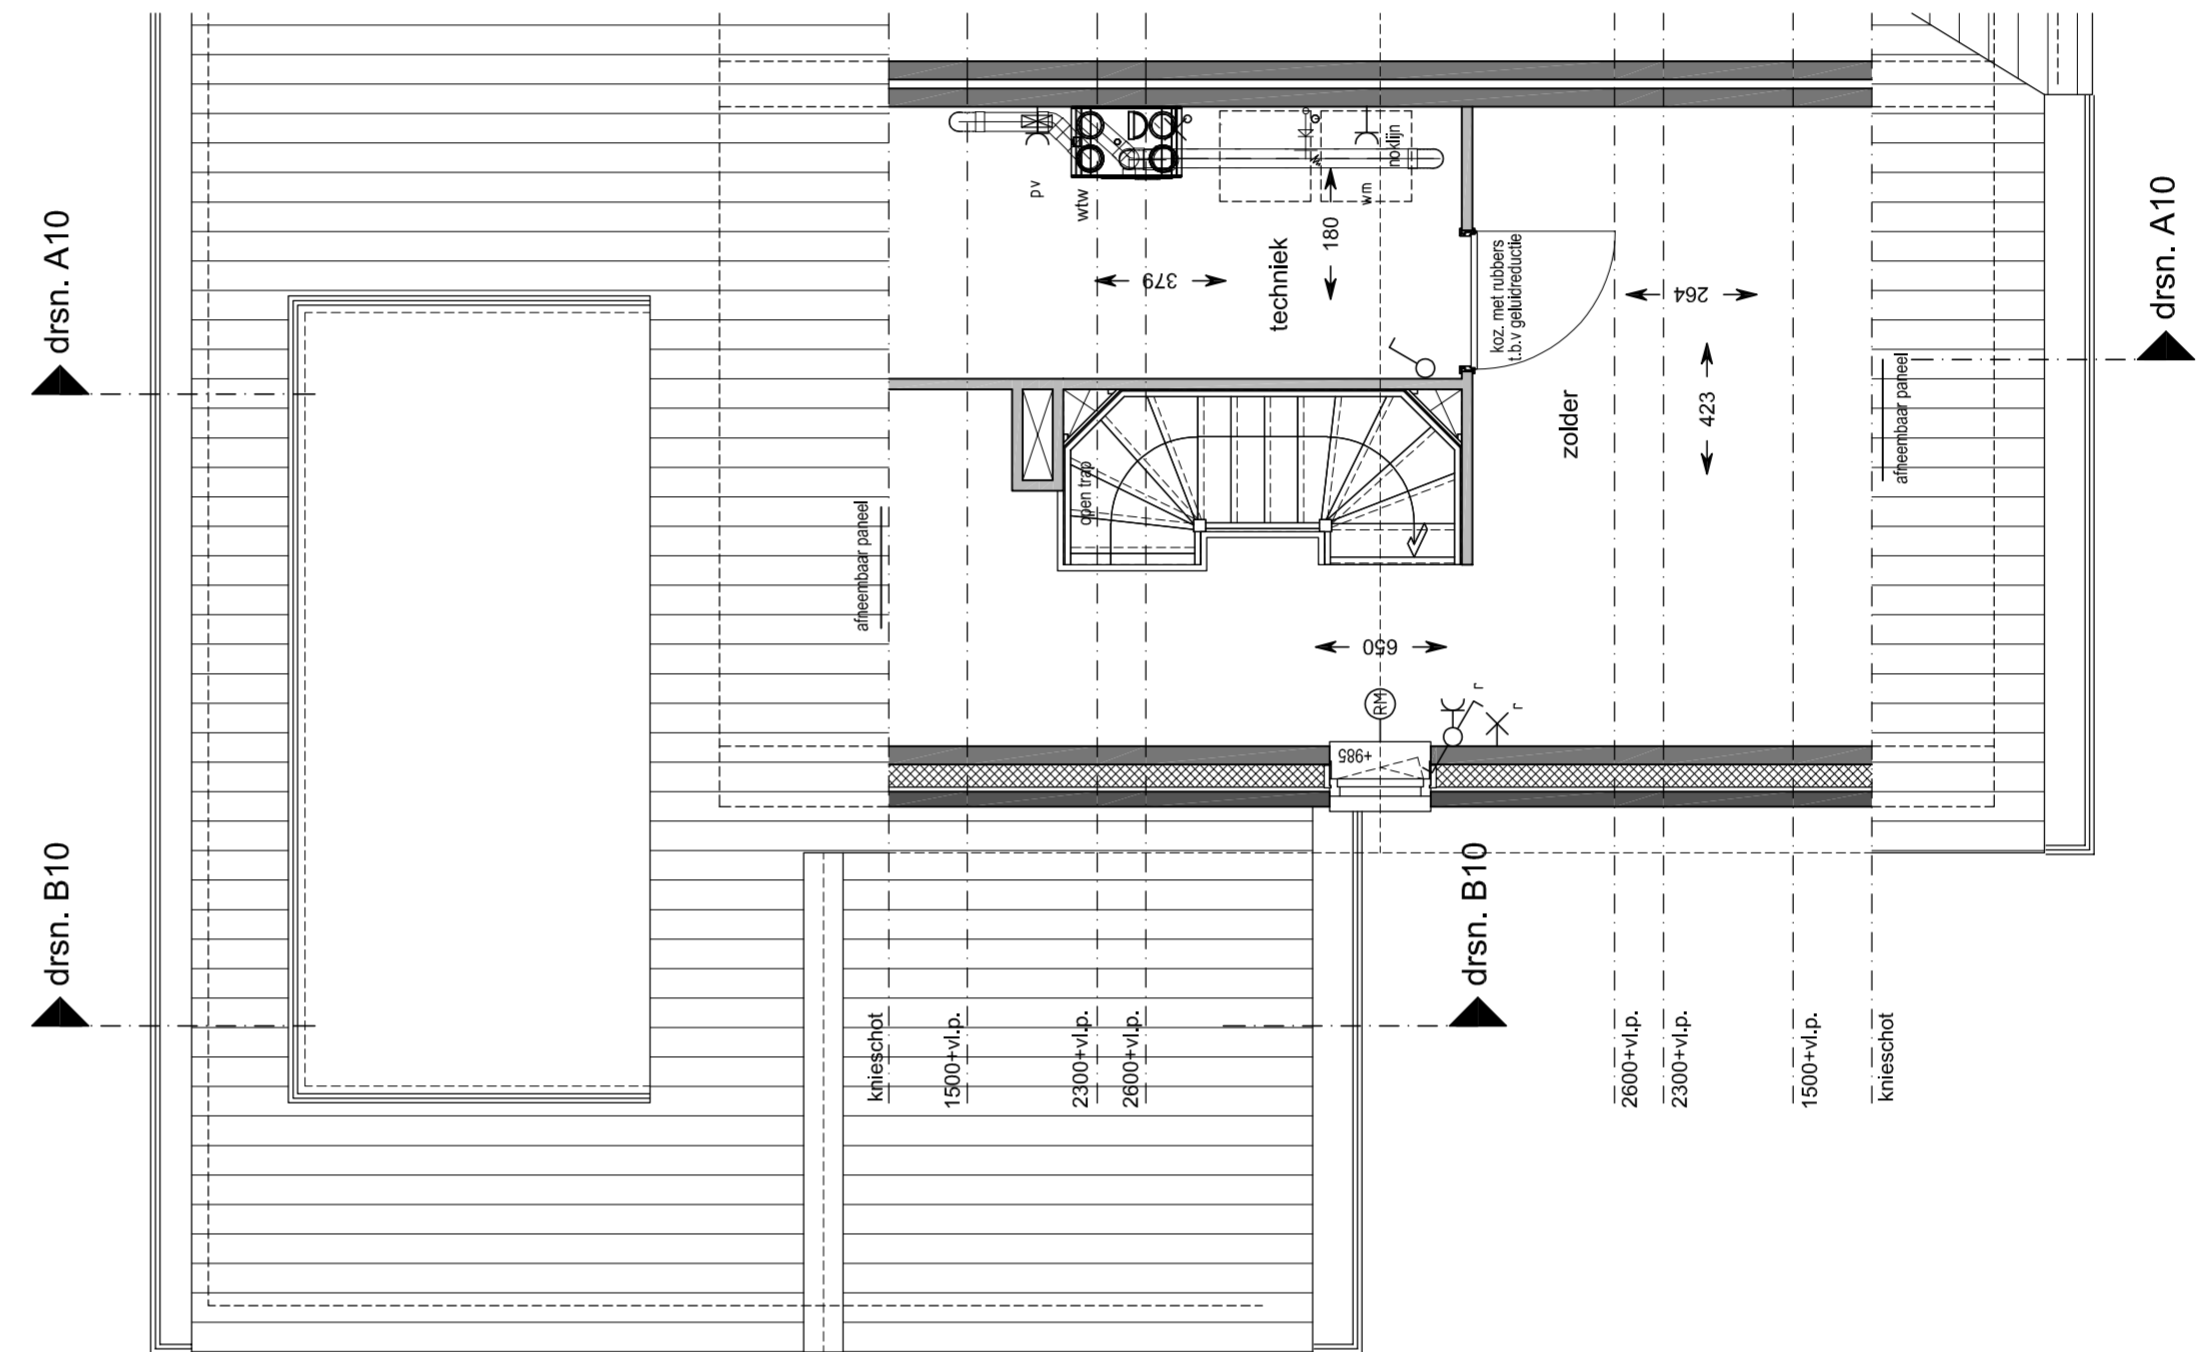 drsn. A10
drsn. A10
pv
wtw
wm
noklijn
180
379
techniek
koz. met rubbers
t.b.v geluidreductie
264
423
zolder
afneembaar paneel
open trap
afneembaar paneel
650
RM
r
r
+985
drsn. B10
drsn. B10
knieschot
1500+vl.p.
2300+vl.p.
2600+vl.p.
2600+vl.p.
2300+vl.p.
1500+vl.p.
knieschot